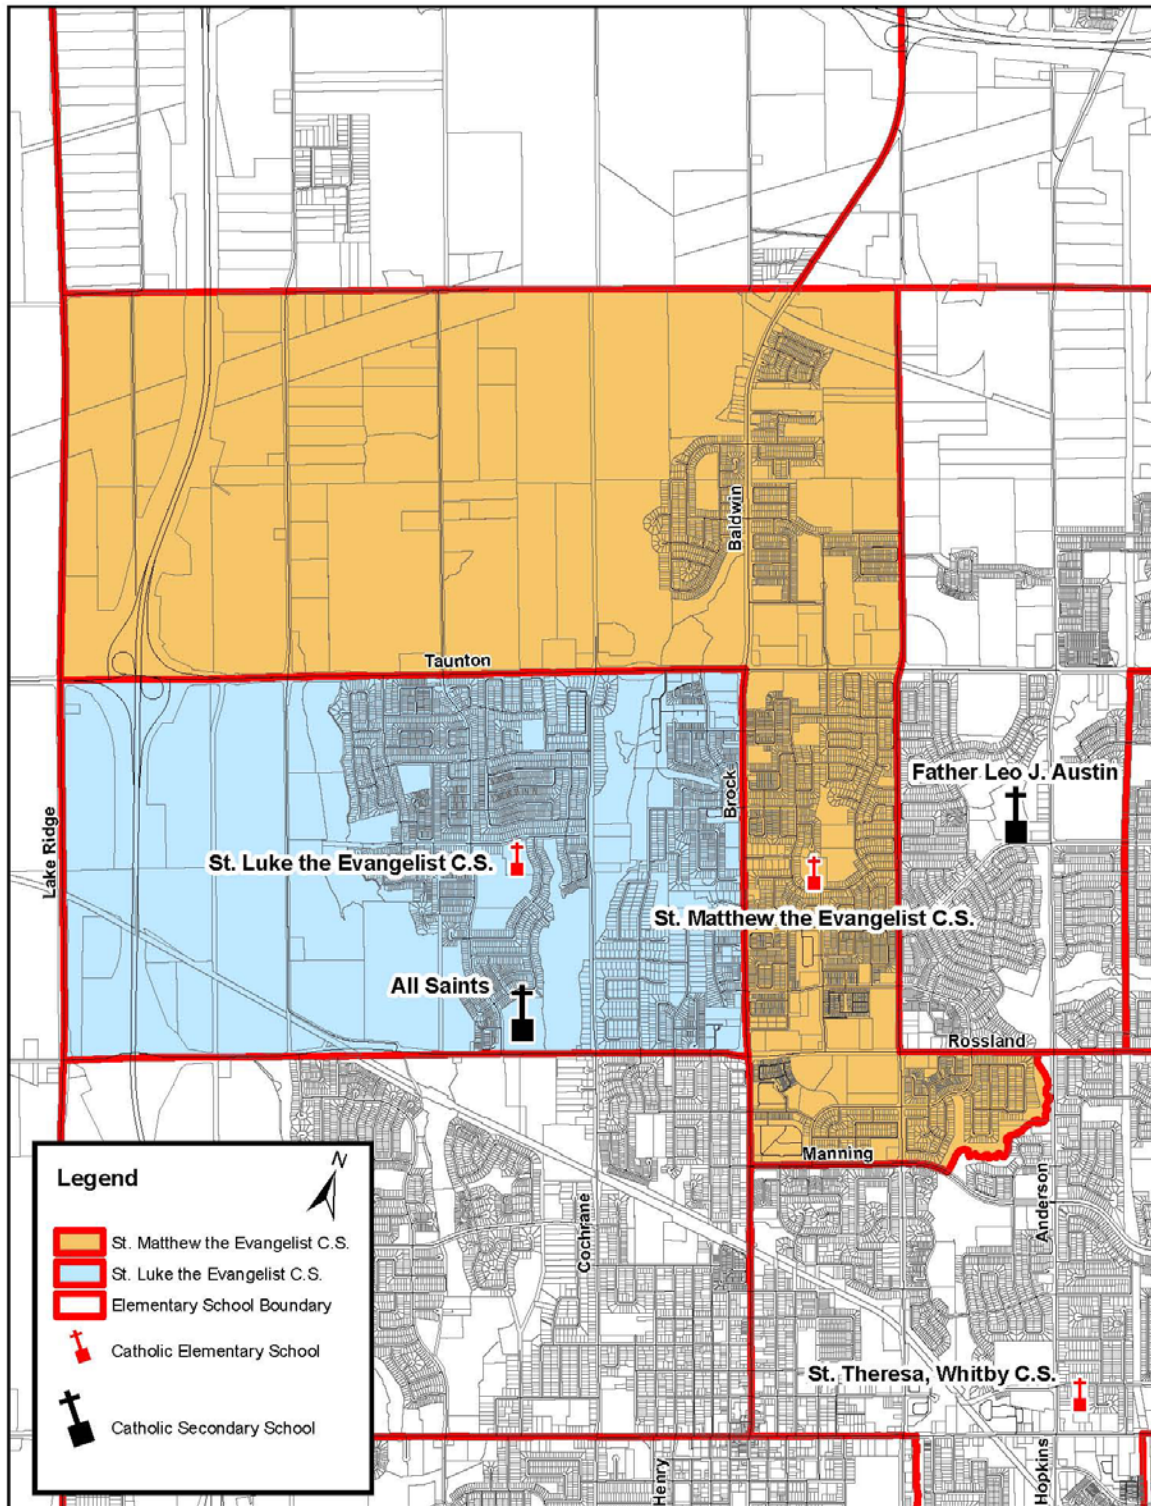 Baldwin
Taunton
Father Leo J. Austin
Brock
Lake Ridge
St. Luke the Evangelist C.S.
St. Matthew the Evangelist C.S.
All Saints
Rossland
Manning
Anderson
Cochrane
St. Theresa, Whitby C.S.
Henry
Hopkins
Legend
N
St. Matthew the Evangelist C.S.
St. Luke the Evangelist C.S.
Elementary School Boundary
Catholic Elementary School
Catholic Secondary School